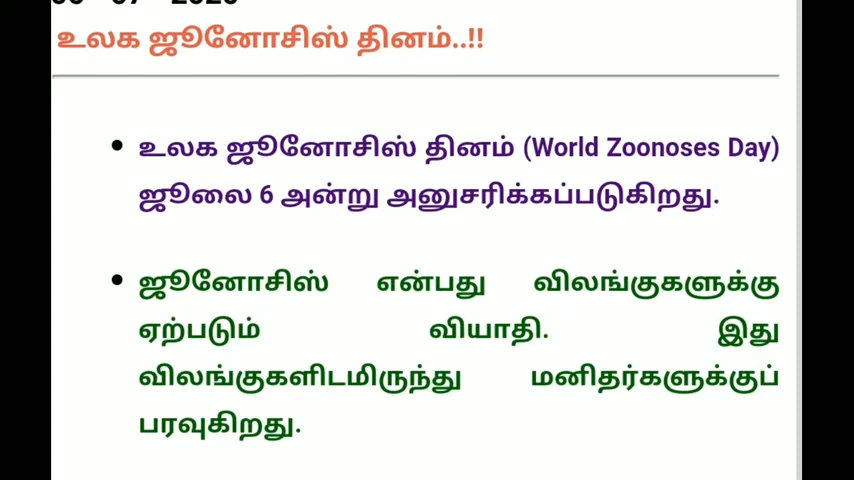 உலக ஜூனோசிஸ் தினம்..!!
உலக ஜூனோசிஸ் தினம் (World Zoonoses Day)
ஜூலை 6 அன்று அனுசரிக்கப்படுகிறது.
ஜூனோசிஸ் என்பது விலங்குகளுக்கு
ஏற்படும் வியாதி. இது
விலங்குகளிடமிருந்து மனிதர்களுக்குப்
பரவுகிறது.